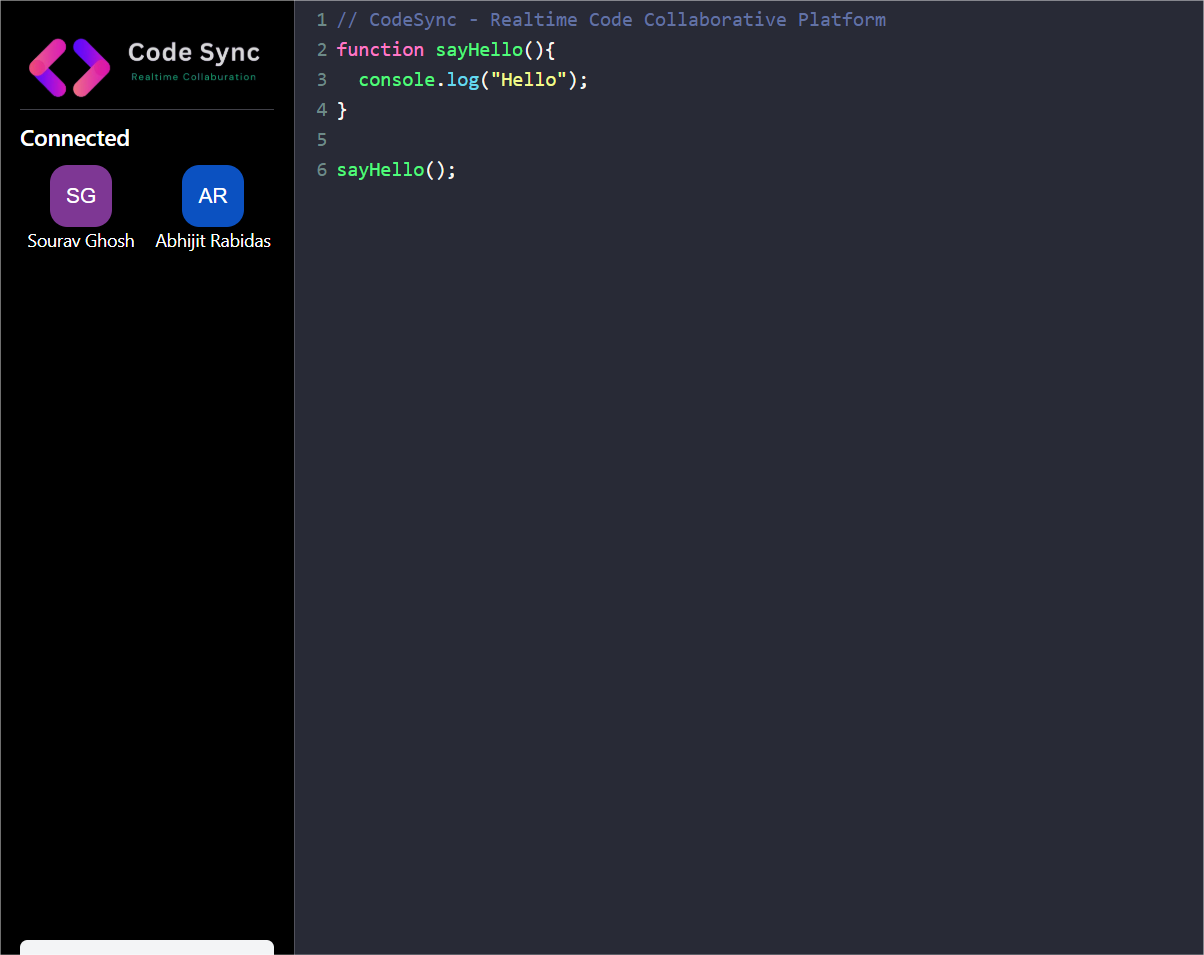 Code Sync
Realtime Collaburation
Connected
SG
AR
Sourav Ghosh
Abhijit Rabidas
1 // CodeSync - Realtime Code Collaborative Platform
2 function sayHello(){
3   console.log("Hello");
4 }
5
6 sayHello();